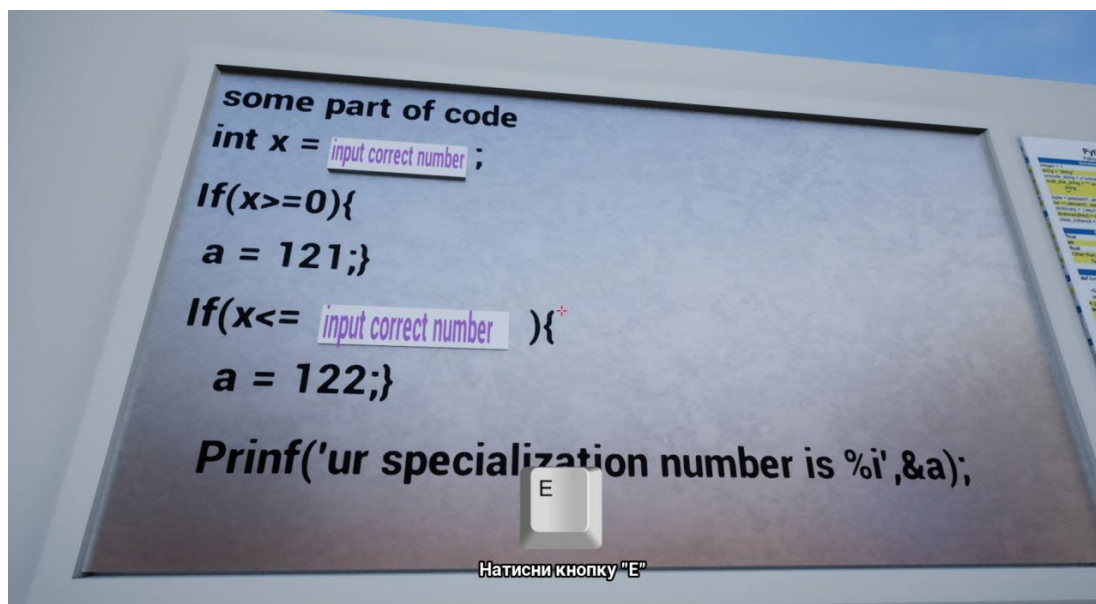 some part of code
int x = input correct number ;
If(x>=0){
a = 121;}
If(x<= input correct number ){
a = 122;}
Prinf('ur specialization number is %i',&a);
E
Натисни кнопку "E"